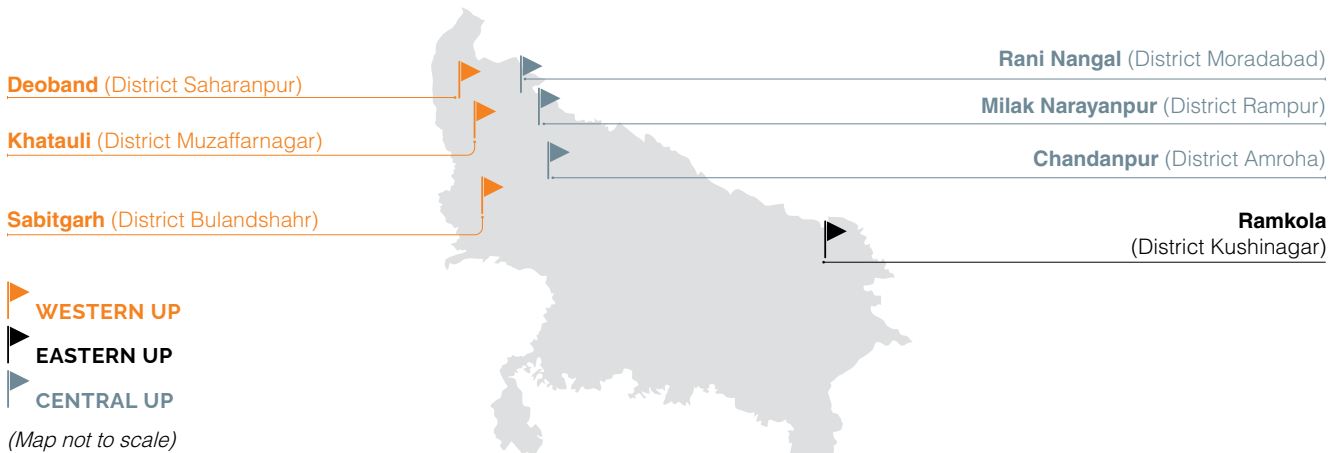 Deoband (District Saharanpur)
Khatauli (District Muzaffarnagar)
Sabitgarh (District Bulandshahr)
Rani Nangal (District Moradabad)
Milak Narayanpur (District Rampur)
Chandanpur (District Amroha)
Ramkola
(District Kushinagar)
WESTERN UP
EASTERN UP
CENTRAL UP
(Map not to scale)